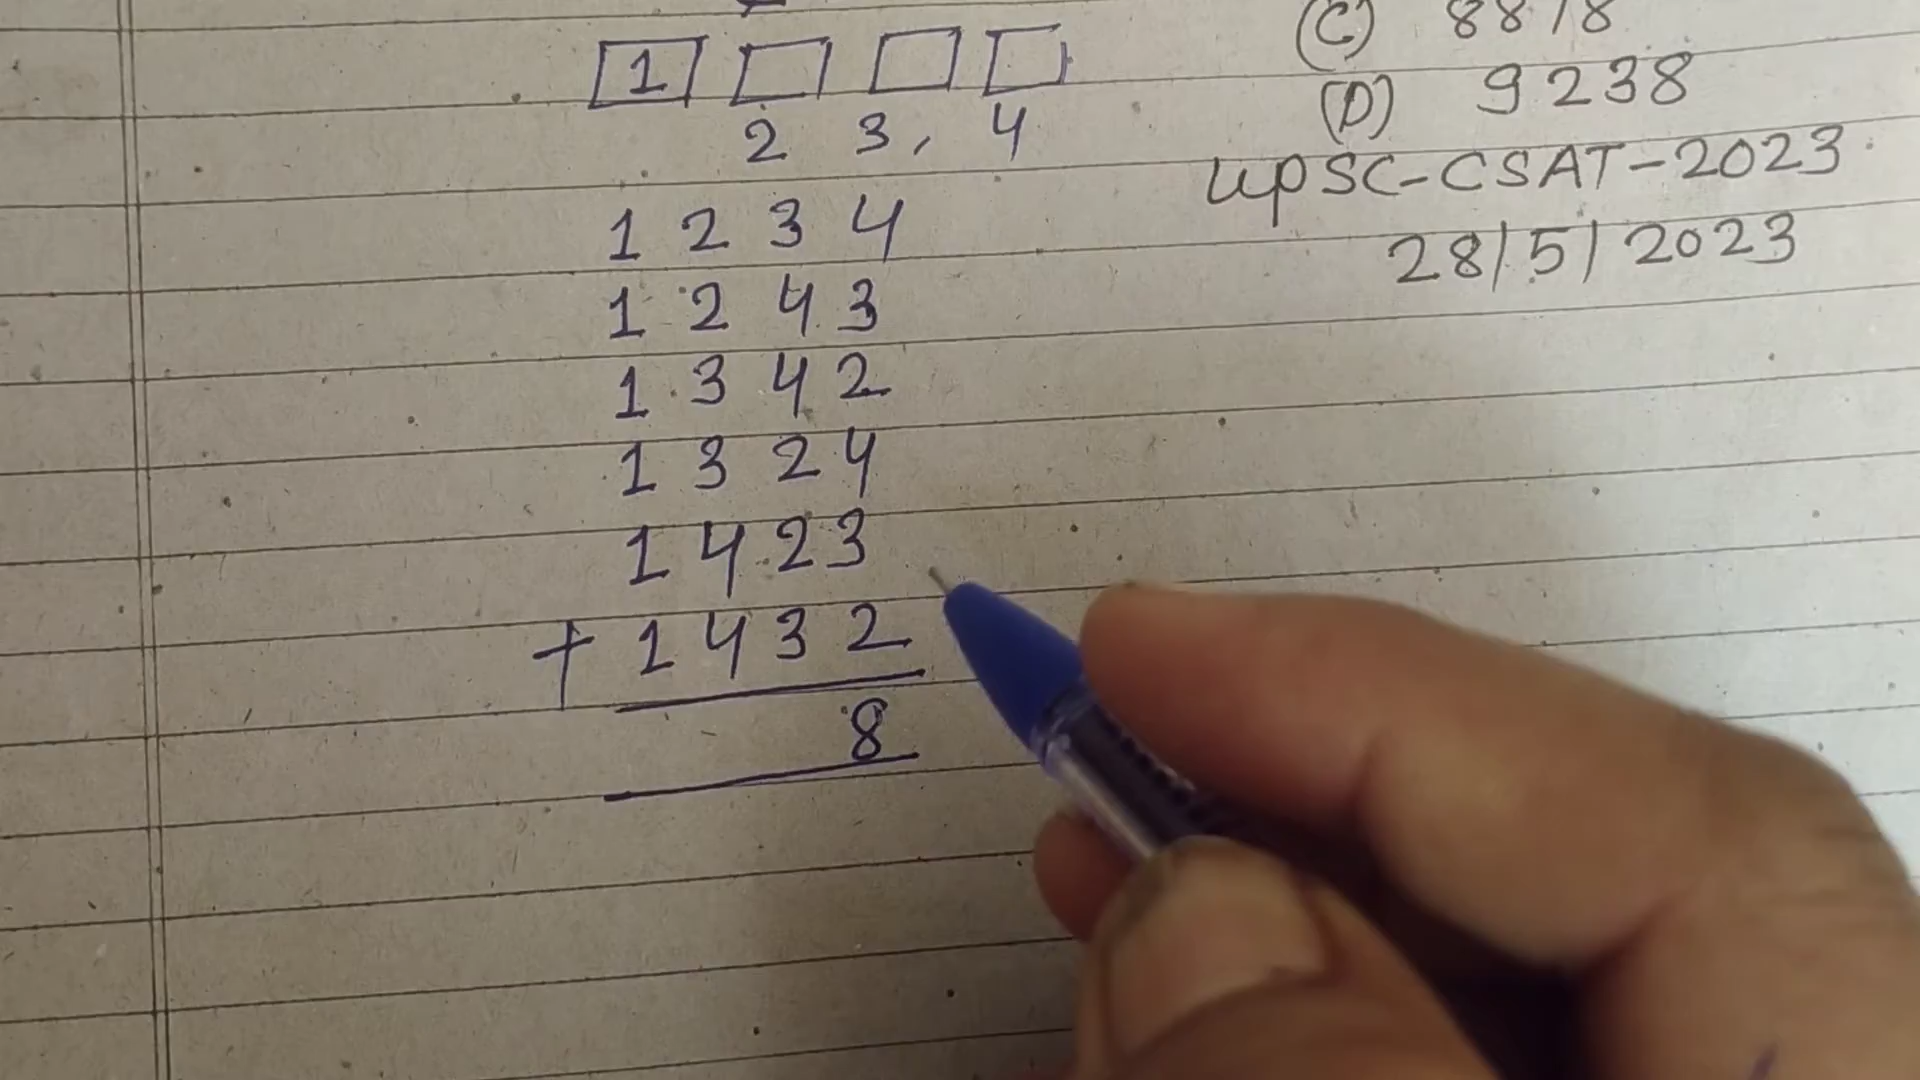 (C) 8818
1
(D) 9238
2 3, 4
UPSC-CSAT-2023
1 2 3 4
28/5/2023
1 2 4 3
1 3 4 2
1 3 2 4
1 4 2 3
+ 1 4 3 2
8